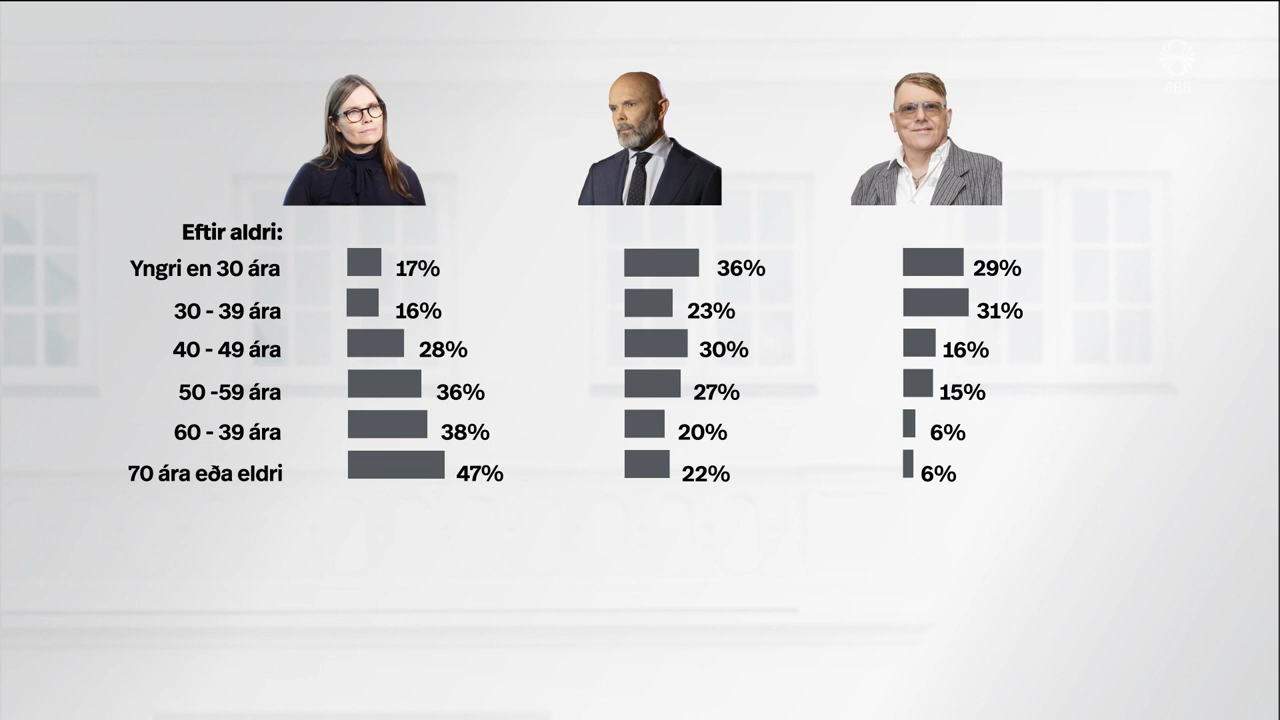 Eftir aldri:
Yngri en 30 ára 17% 36% 29%
30 - 39 ára 16% 23% 31%
40 - 49 ára 28% 30% 16%
50 -59 ára 36% 27% 15%
60 - 39 ára 38% 20% 6%
70 ára eða eldri 47% 22% 6%